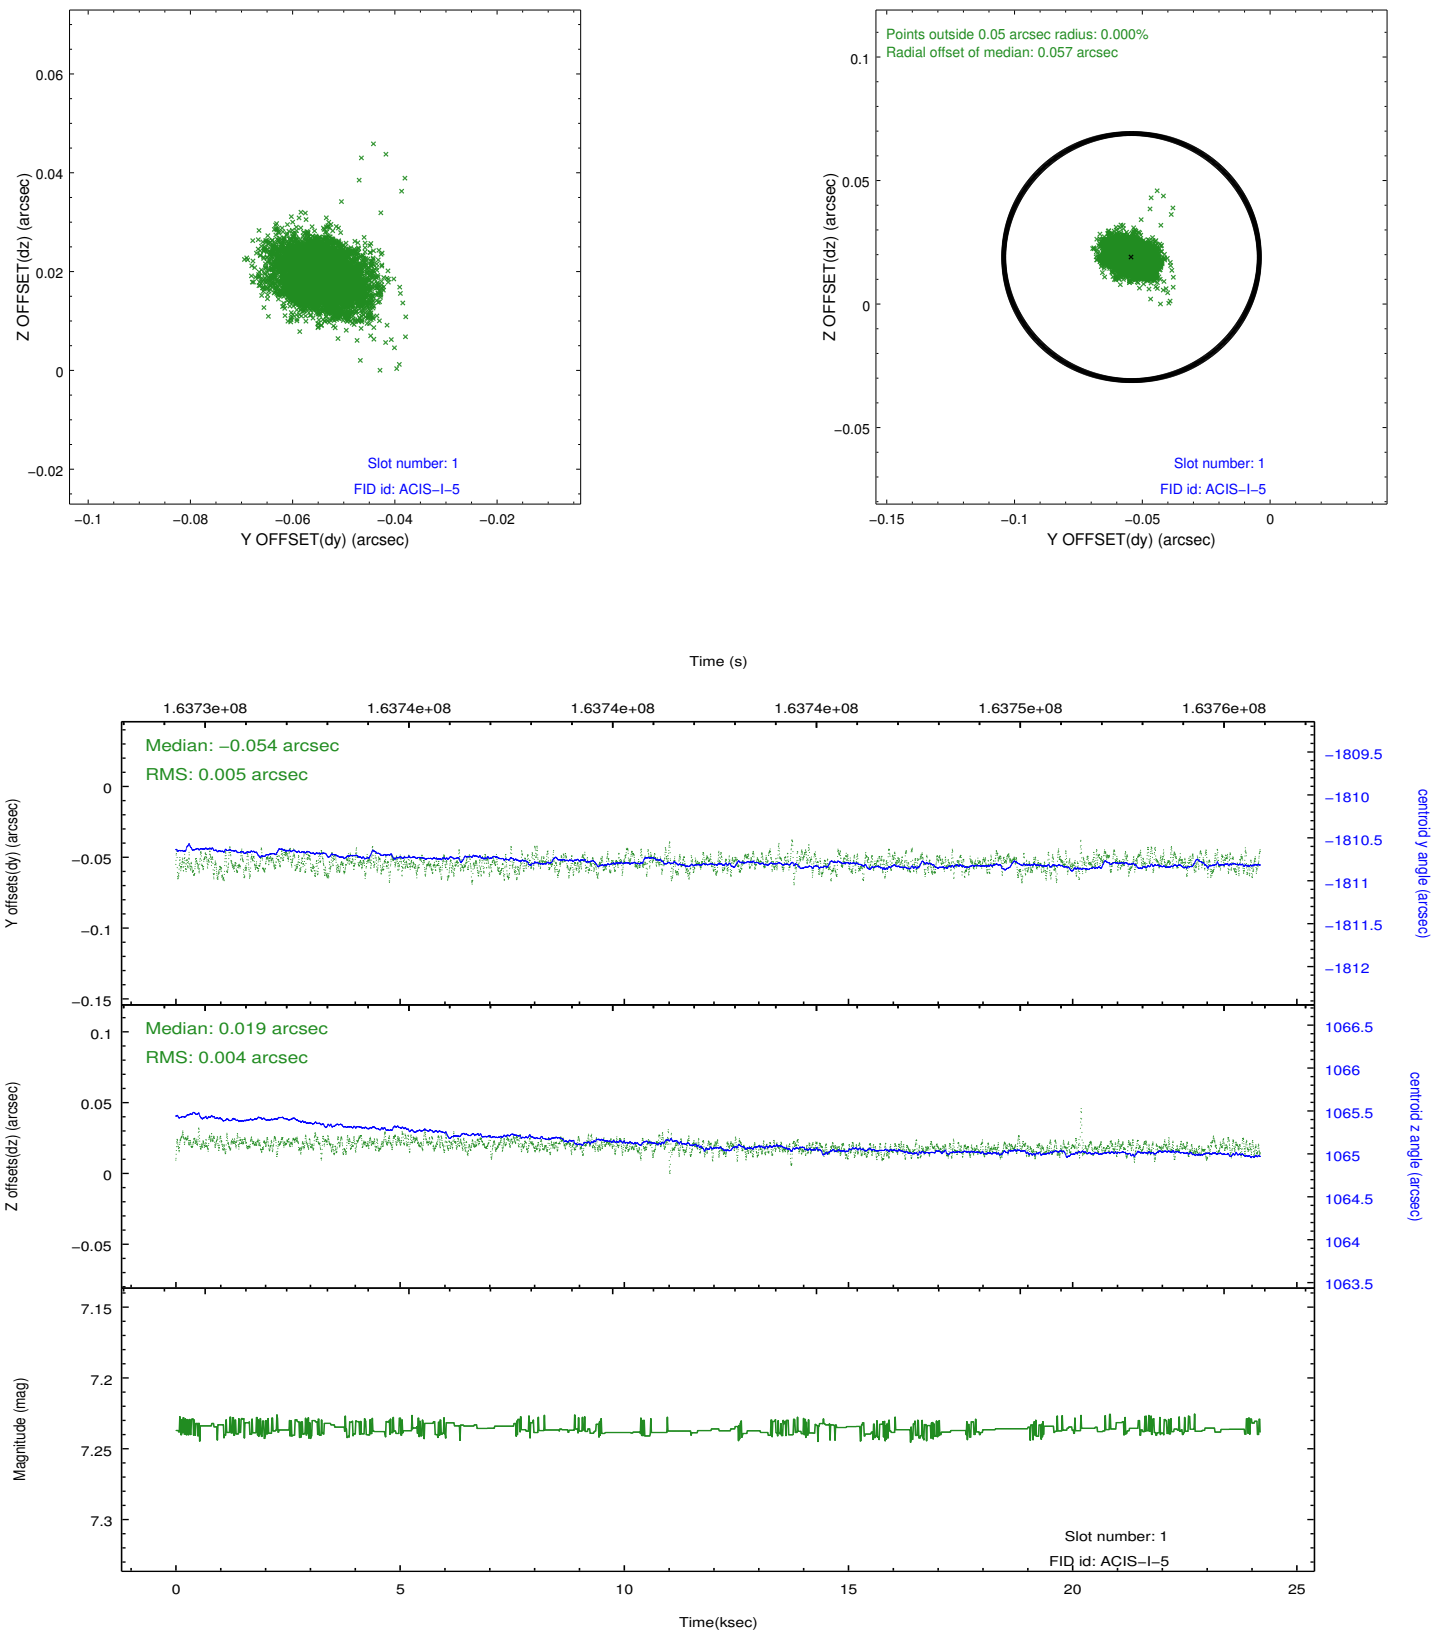 0.06
0.04
0.02
0
−0.02
Z OFFSET(dz) (arcsec)
Slot number: 1
FID id: ACIS−I−5
−0.1
−0.08
−0.06
−0.04
−0.02
Y OFFSET(dy) (arcsec)
Points outside 0.05 arcsec radius: 0.000%
Radial offset of median: 0.057 arcsec
0.1
0.05
0
−0.05
Z OFFSET(dz) (arcsec)
Slot number: 1
FID id: ACIS−I−5
−0.15
−0.1
−0.05
0
Y OFFSET(dy) (arcsec)
Time (s)
1.6373e+08
1.6374e+08
1.6374e+08
1.6374e+08
1.6375e+08
1.6376e+08
Median: −0.054 arcsec
RMS: 0.005 arcsec
0
−0.05
−0.1
−0.15
Y offsets(dy) (arcsec)
−1809.5
−1810
−1810.5
−1811
−1811.5
−1812
centroid y angle (arcsec)
Median: 0.019 arcsec
RMS: 0.004 arcsec
0.1
0.05
0
−0.05
Z offsets(dz) (arcsec)
1066.5
1066
1065.5
1065
1064.5
1064
1063.5
centroid z angle (arcsec)
7.15
7.2
7.25
7.3
Magnitude (mag)
Slot number: 1
FID id: ACIS−I−5
0
5
10
15
20
25
Time(ksec)